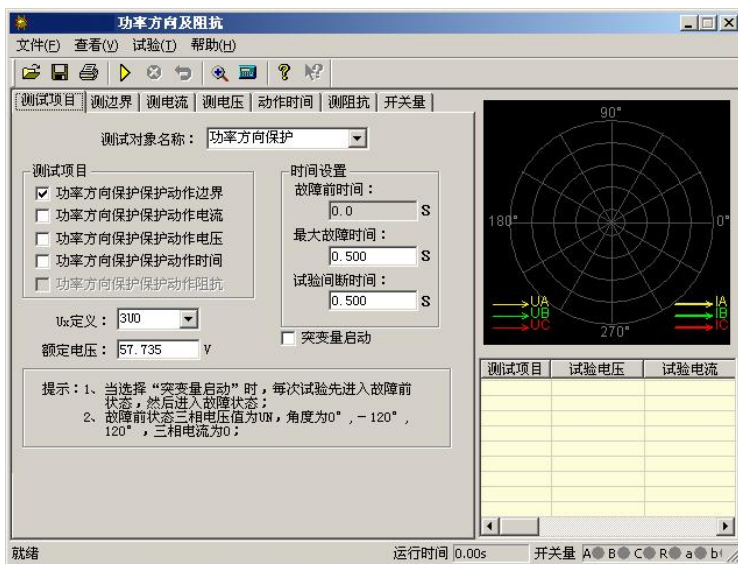 功率方向及阻抗
文件(F) 查看(V) 试验(T) 帮助(H)
测试项目 测边界 测电流 测电压 动作时间 测阻抗 开关量
测试对象名称： 功率方向保护
测试项目
功率方向保护保护动作边界
功率方向保护保护动作电流
功率方向保护保护动作电压
功率方向保护保护动作时间
功率方向保护保护动作阻抗
时间设置
故障前时间：
0.0 S
最大故障时间：
0.500 S
试验间断时间：
0.500 S
Ux定义： 3U0
突变量启动
额定电压： 57.735 V
提示：1、当选择“突变量启动”时，每次试验先进入故障前
状态，然后进入故障状态；
2、故障前状态三相电压值为UN，角度为0°,－120°,
120°，三相电流为0；
90°
180° 0°
270°
UA IA
UB IB
UC IC
测试项目 试验电压 试验电流
就绪 运行时间 0.00s 开关量 A B C R a b